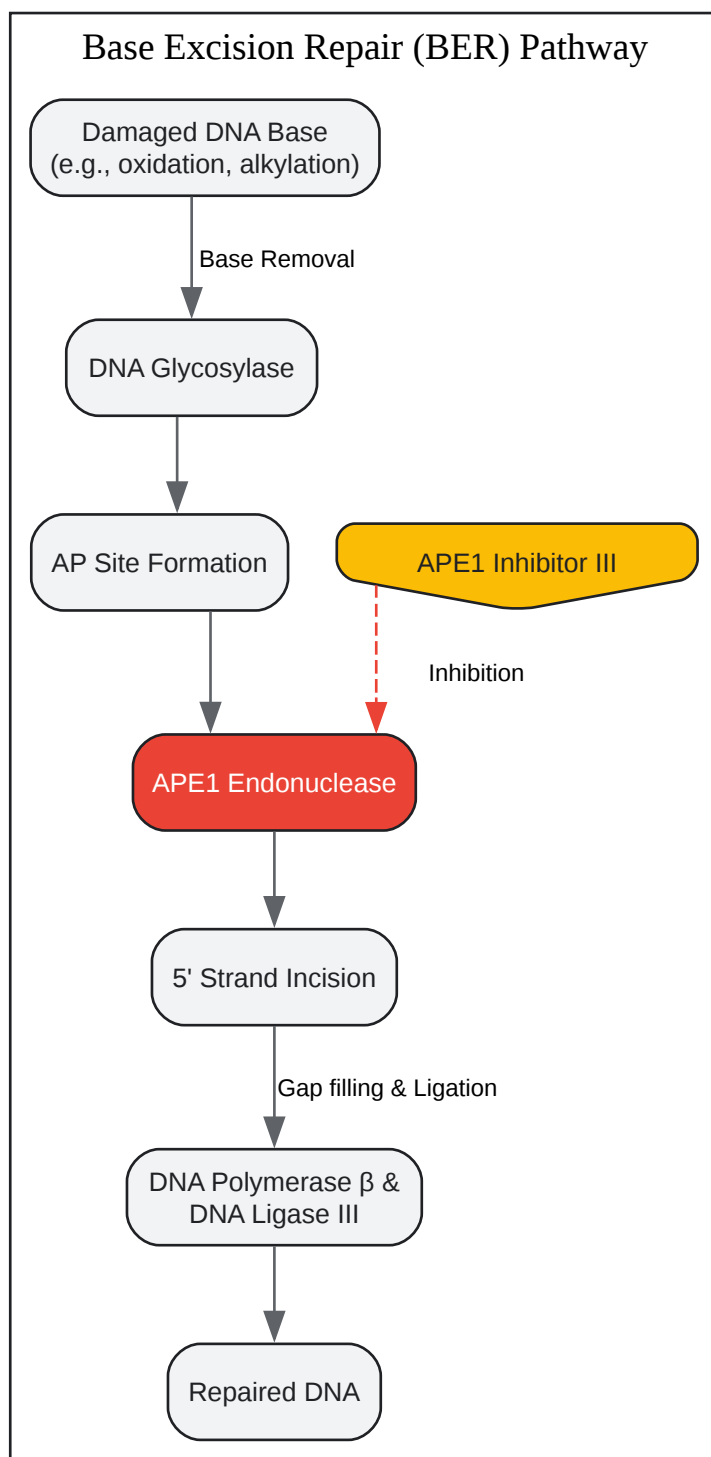 Base Excision Repair (BER) Pathway
Damaged DNA Base
(e.g., oxidation, alkylation)
Base Removal
DNA Glycosylase
AP Site Formation
APE1 Inhibitor III
Inhibition
APE1 Endonuclease
5' Strand Incision
Gap filling & Ligation
DNA Polymerase β &
DNA Ligase III
Repaired DNA